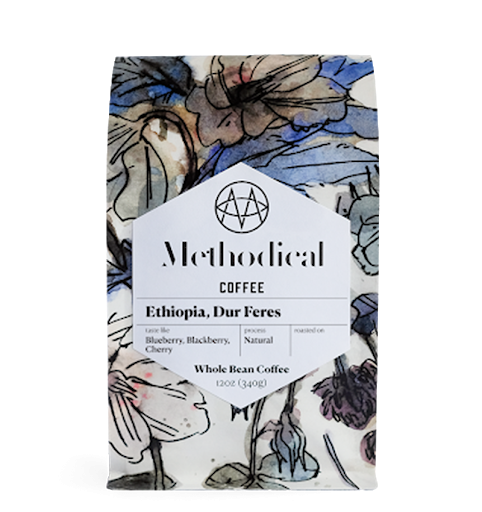 Methodical
COFFEE
Ethiopia, Dur Feres
taste like
Blueberry, Blackberry,
Cherry
process
Natural
roasted on
Whole Bean Coffee
12oz (340g)